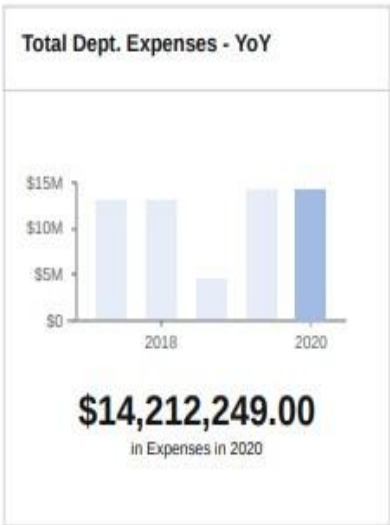 Total Dept. Expenses - YoY
$15M
$10M
$5M
$0
2018 2020
$14,212,249.00
in Expenses in 2020